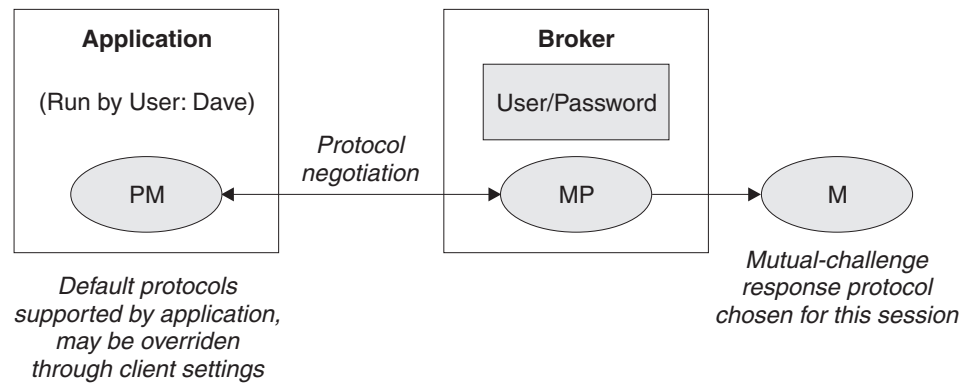 Application
(Run by User: Dave)
PM
Default protocols
supported by application,
may be overriden
through client settings
Protocol
negotiation
Broker
User/Password
MP
M
Mutual-challenge
response protocol
chosen for this session